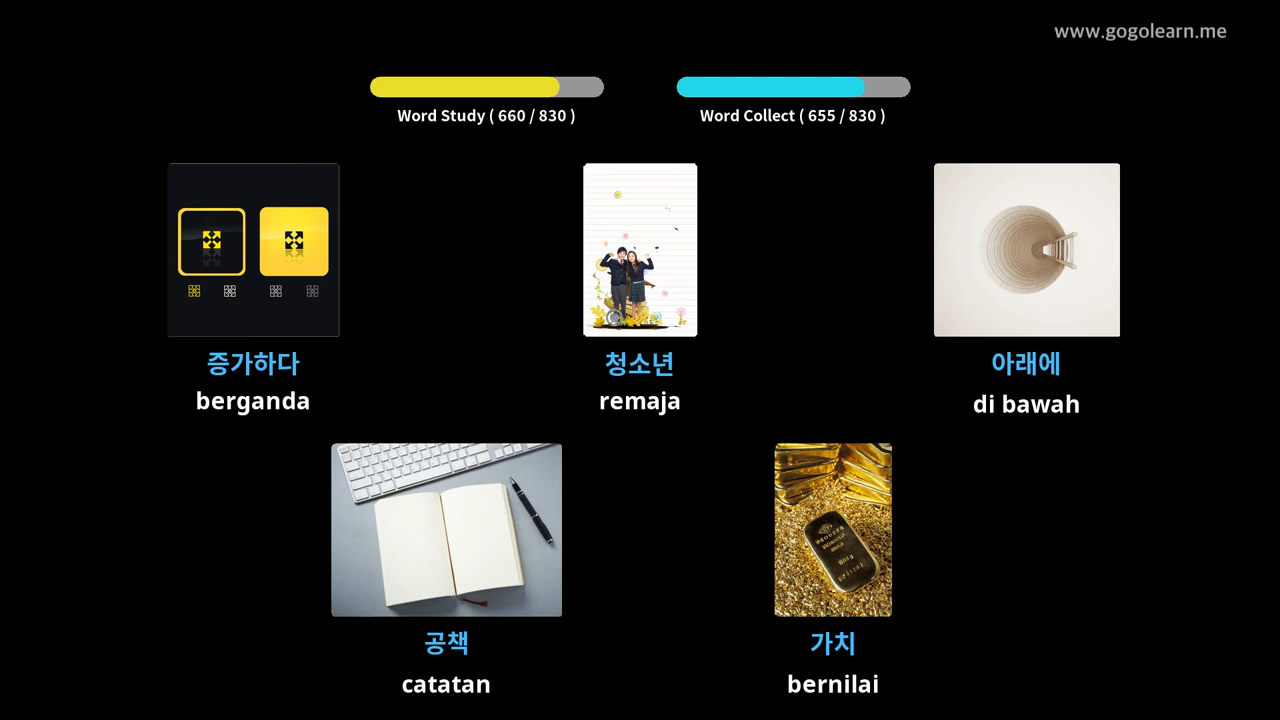 www.gogolearn.me
Word Study ( 660 / 830 )
Word Collect ( 655 / 830 )
증가하다
berganda
청소년
remaja
아래에
di bawah
공책
catatan
가치
bernilai